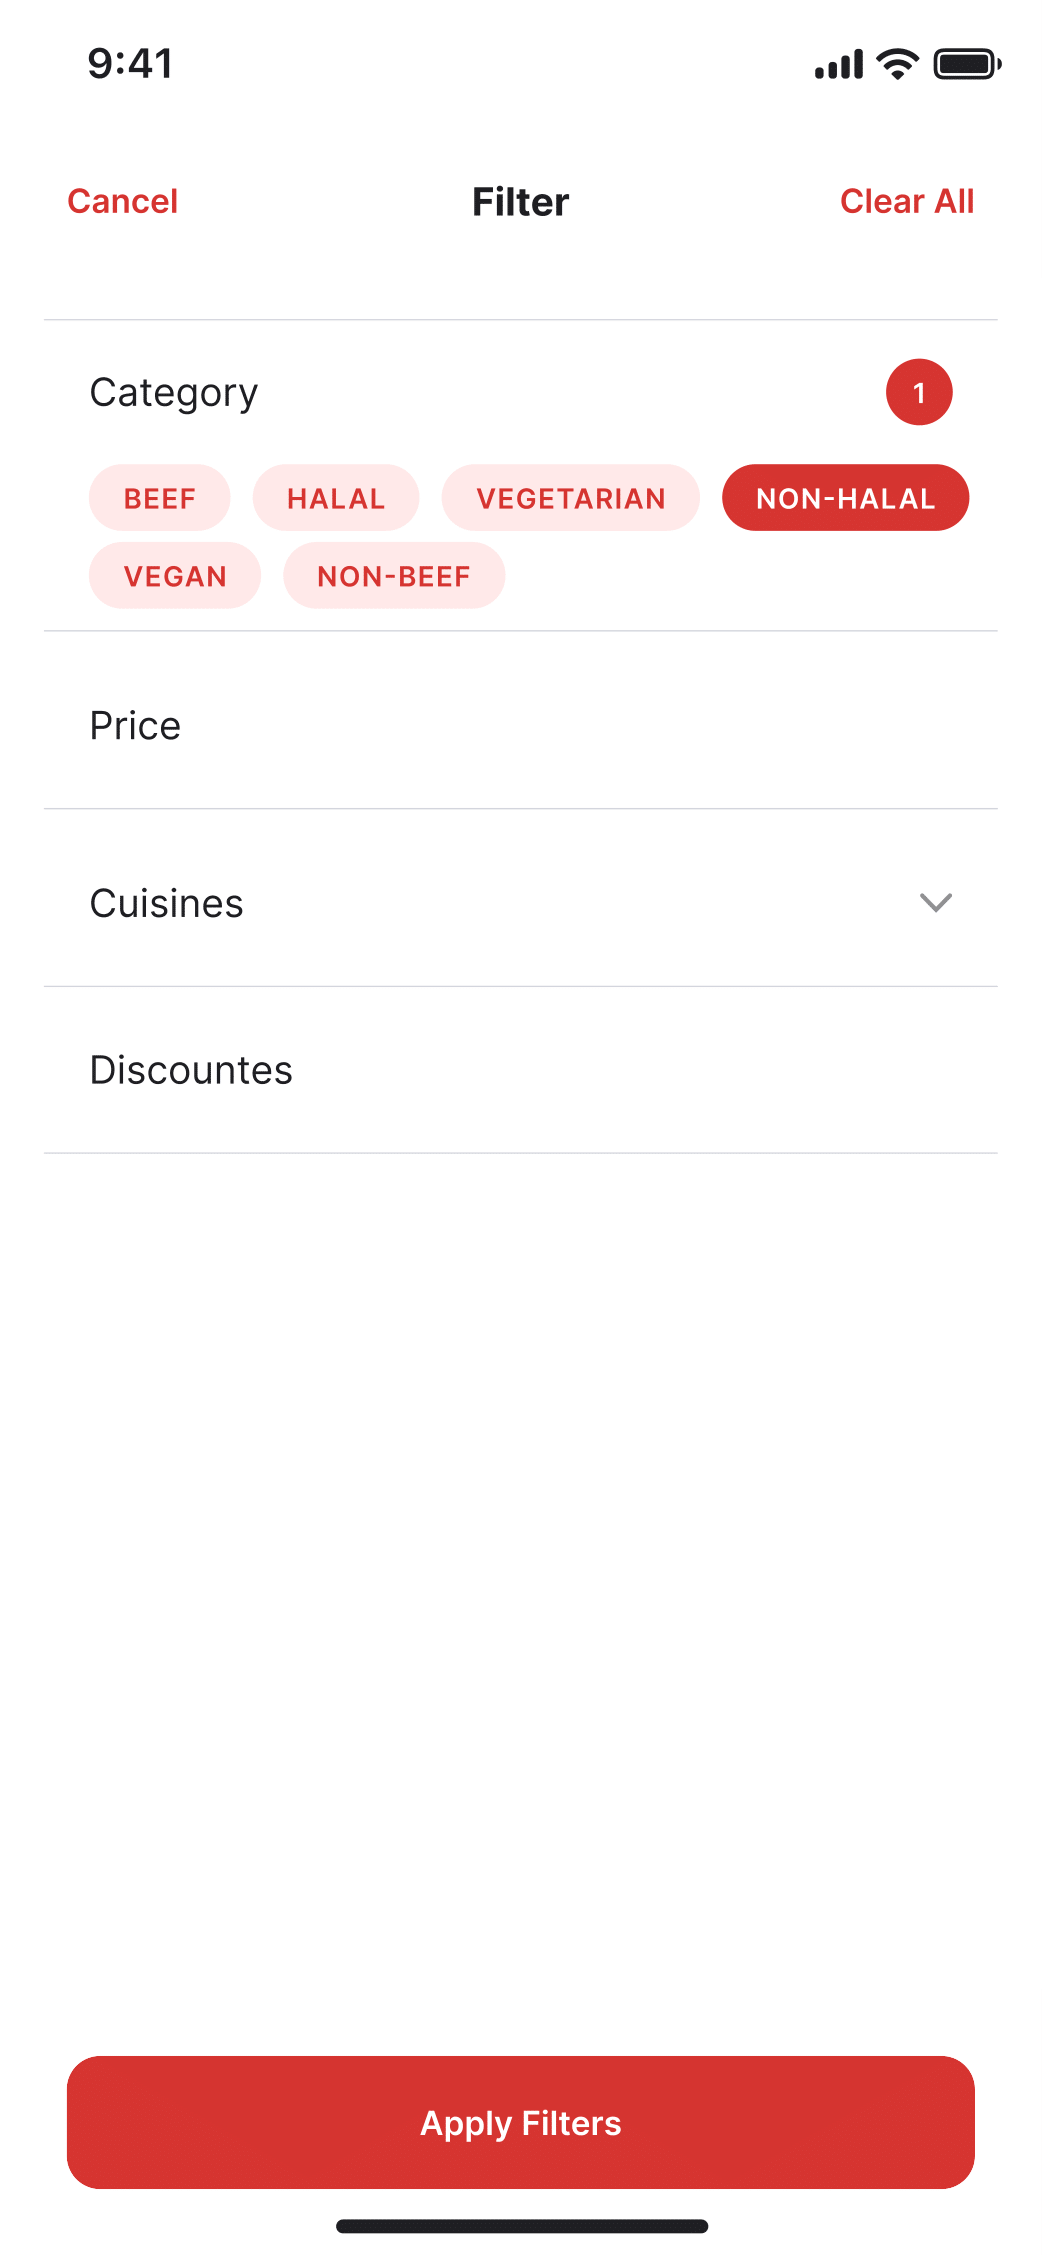 9:41
Cancel Filter Clear All
Category 1
BEEF HALAL VEGETARIAN NON-HALAL
VEGAN NON-BEEF
Price
Cuisines
Discountes
Apply Filters